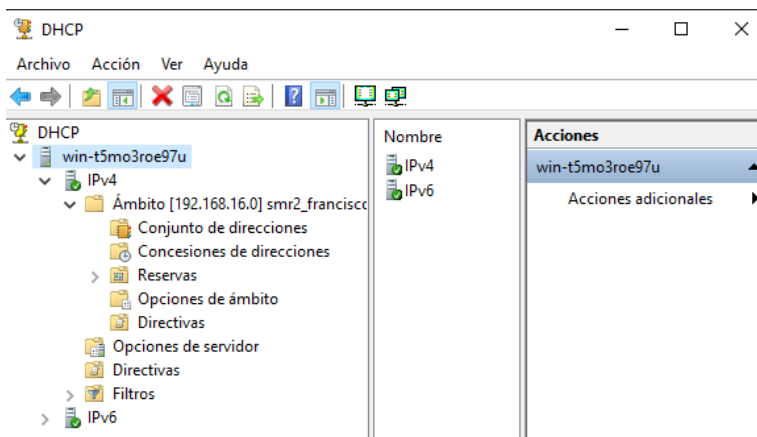 DHCP
Archivo Acción Ver Ayuda
DHCP
win-t5mo3roe97u
IPv4
Ámbito [192.168.16.0] smr2_francisco
Conjunto de direcciones
Concesiones de direcciones
Reservas
Opciones de ámbito
Directivas
Opciones de servidor
Directivas
Filtros
IPv6
Nombre
IPv4
IPv6
Acciones
win-t5mo3roe97u
Acciones adicionales